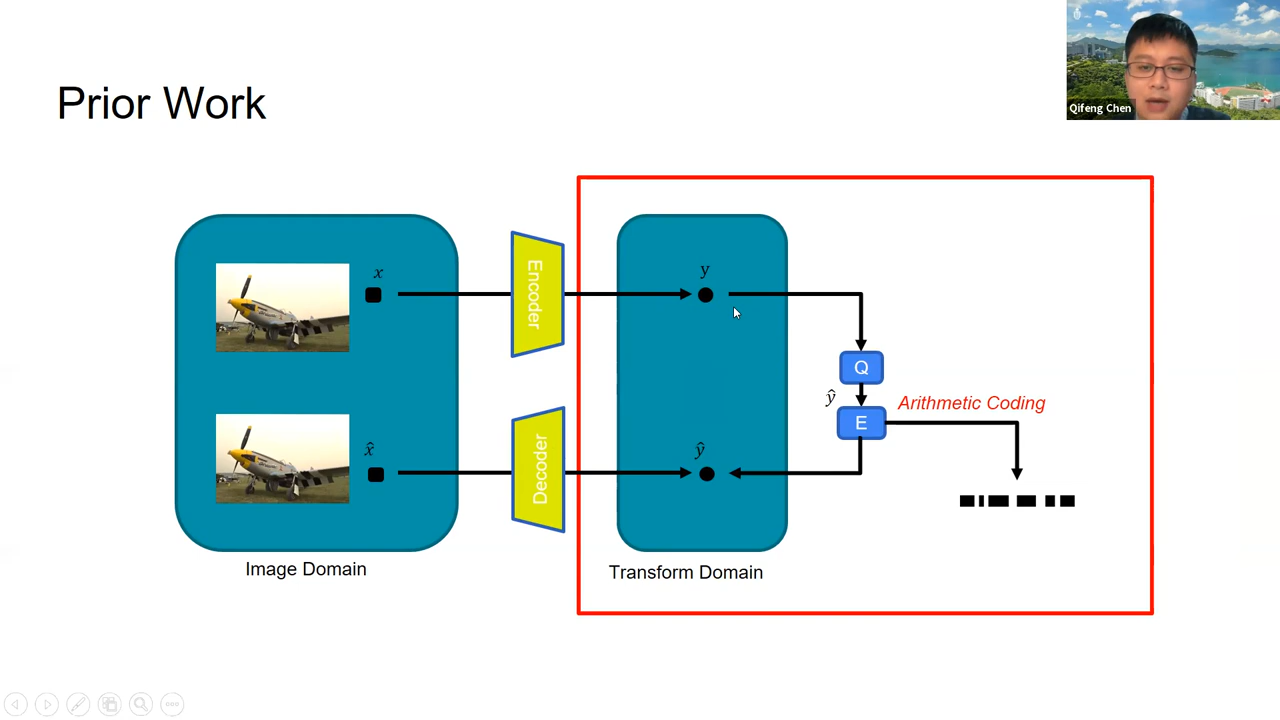 Qifeng Chen
Prior Work
x
Encoder
y
Q
ŷ
E
Arithmetic Coding
x̂
Decoder
ŷ
Image Domain
Transform Domain